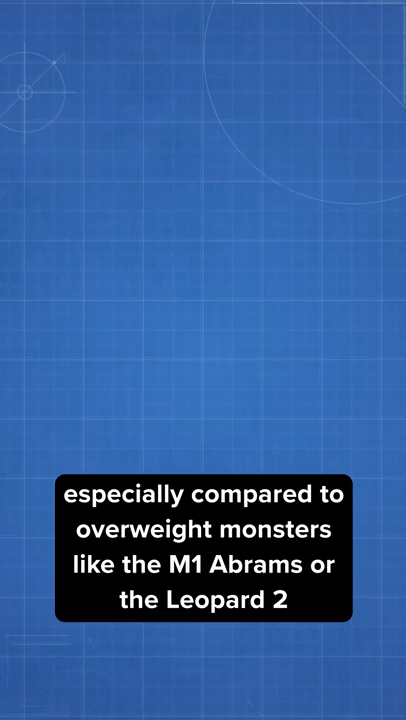 especially compared to
overweight monsters
like the M1 Abrams or
the Leopard 2